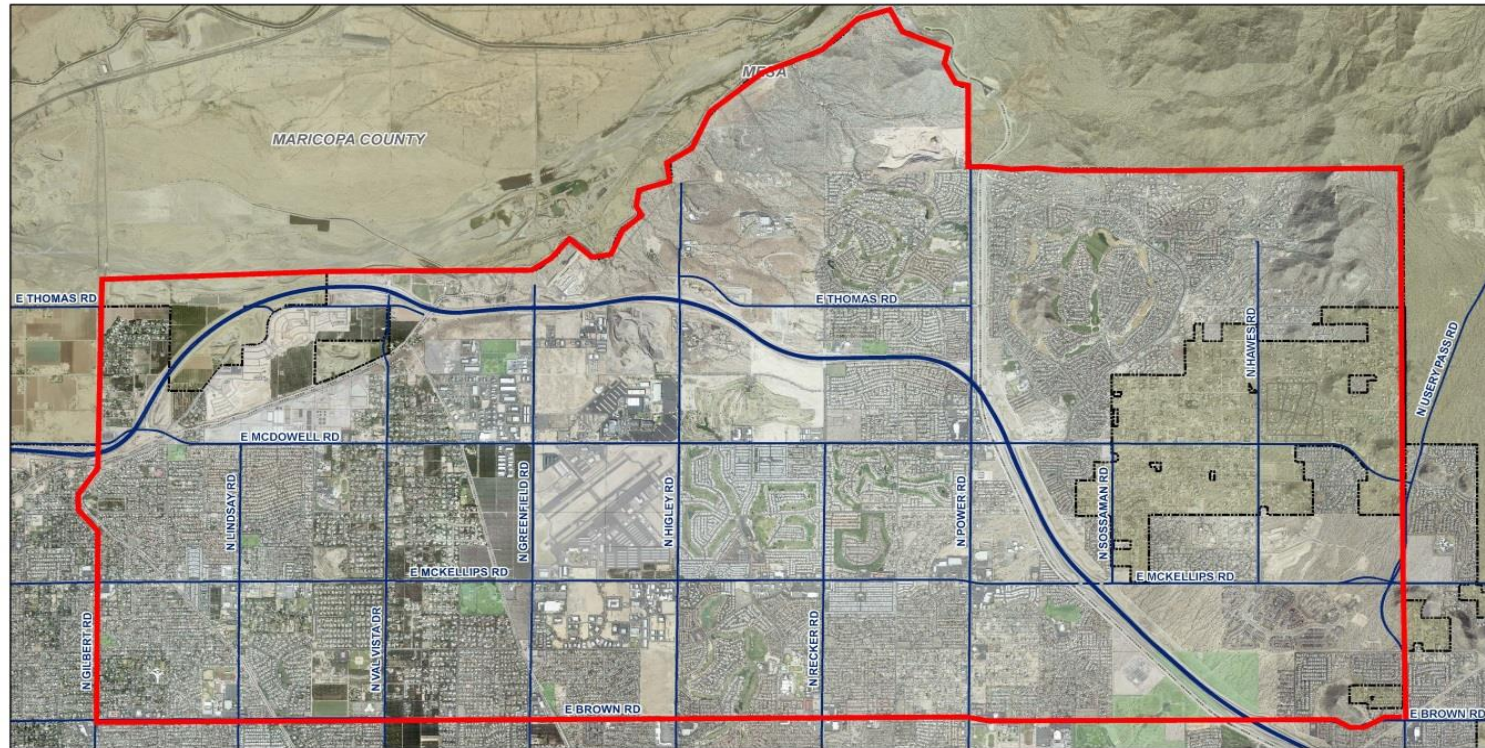 MESA
MARICOPA COUNTY
E THOMAS RD
E THOMAS RD
N HAWES RD
N USERY PASS RD
E MCDOWELL RD
N LINDSAY RD
N GREENFIELD RD
N HIGLEY RD
N POWER RD
N SOSSAMAN RD
E MCKELLIPS RD
E MCKELLIPS RD
N GILBERT RD
N VAL VISTA DR
N RECKER RD
E BROWN RD
E BROWN RD